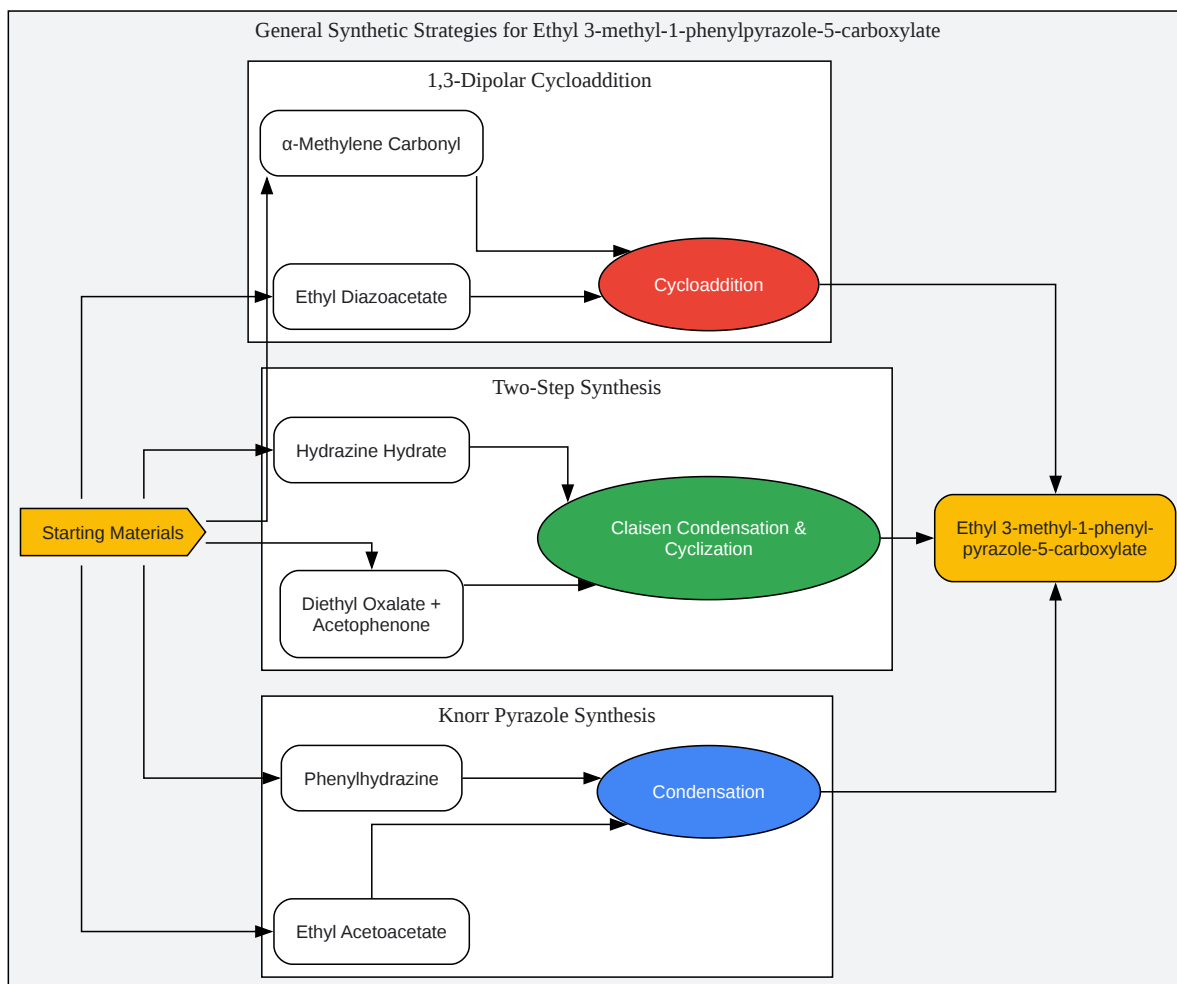 General Synthetic Strategies for Ethyl 3-methyl-1-phenylpyrazole-5-carboxylate
1,3-Dipolar Cycloaddition
α-Methylene Carbonyl
Ethyl Diazoacetate
Cycloaddition
Two-Step Synthesis
Hydrazine Hydrate
Starting Materials
Claisen Condensation &
Cyclization
Ethyl 3-methyl-1-phenyl-
pyrazole-5-carboxylate
Diethyl Oxalate +
Acetophenone
Knorr Pyrazole Synthesis
Phenylhydrazine
Condensation
Ethyl Acetoacetate